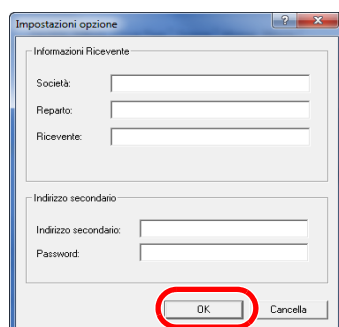 Impostazioni opzione
Informazioni Ricevente
Società:
Reparto:
Ricevente:
Indirizzo secondario
Indirizzo secondario:
Password:
OK Cancella